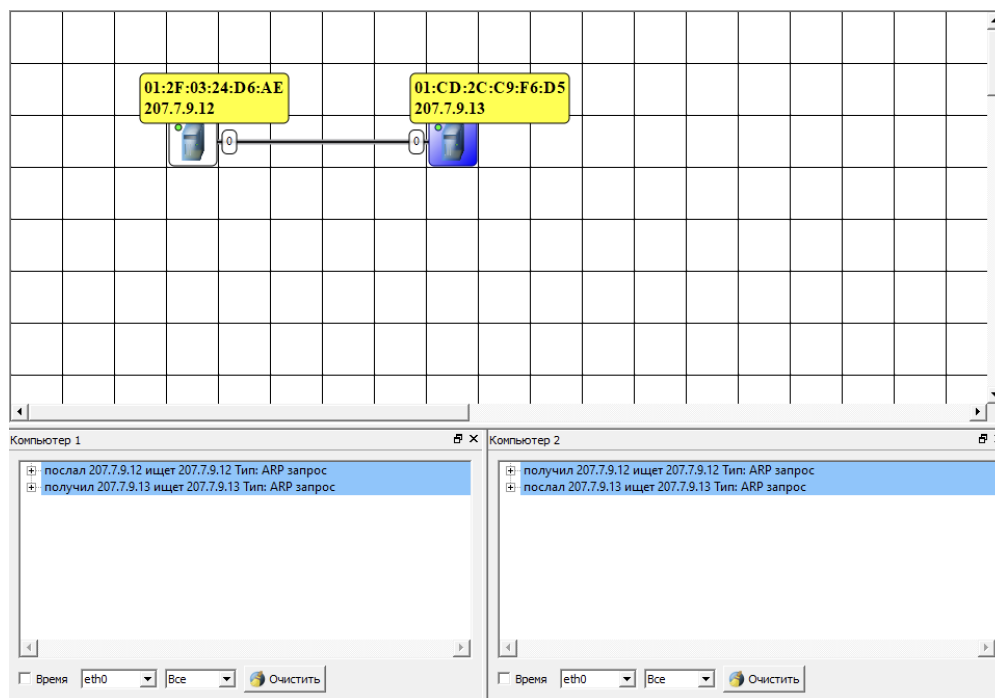 01:2F:03:24:D6:AE
207.7.9.12
01:CD:2C:C9:F6:D5
207.7.9.13
0
0
Компьютер 1
Компьютер 2
послал 207.7.9.12 ищет 207.7.9.12 Тип: ARP запрос
получил 207.7.9.13 ищет 207.7.9.13 Тип: ARP запрос
получил 207.7.9.12 ищет 207.7.9.12 Тип: ARP запрос
послал 207.7.9.13 ищет 207.7.9.13 Тип: ARP запрос
Время eth0 Все Очистить
Время eth0 Все Очистить